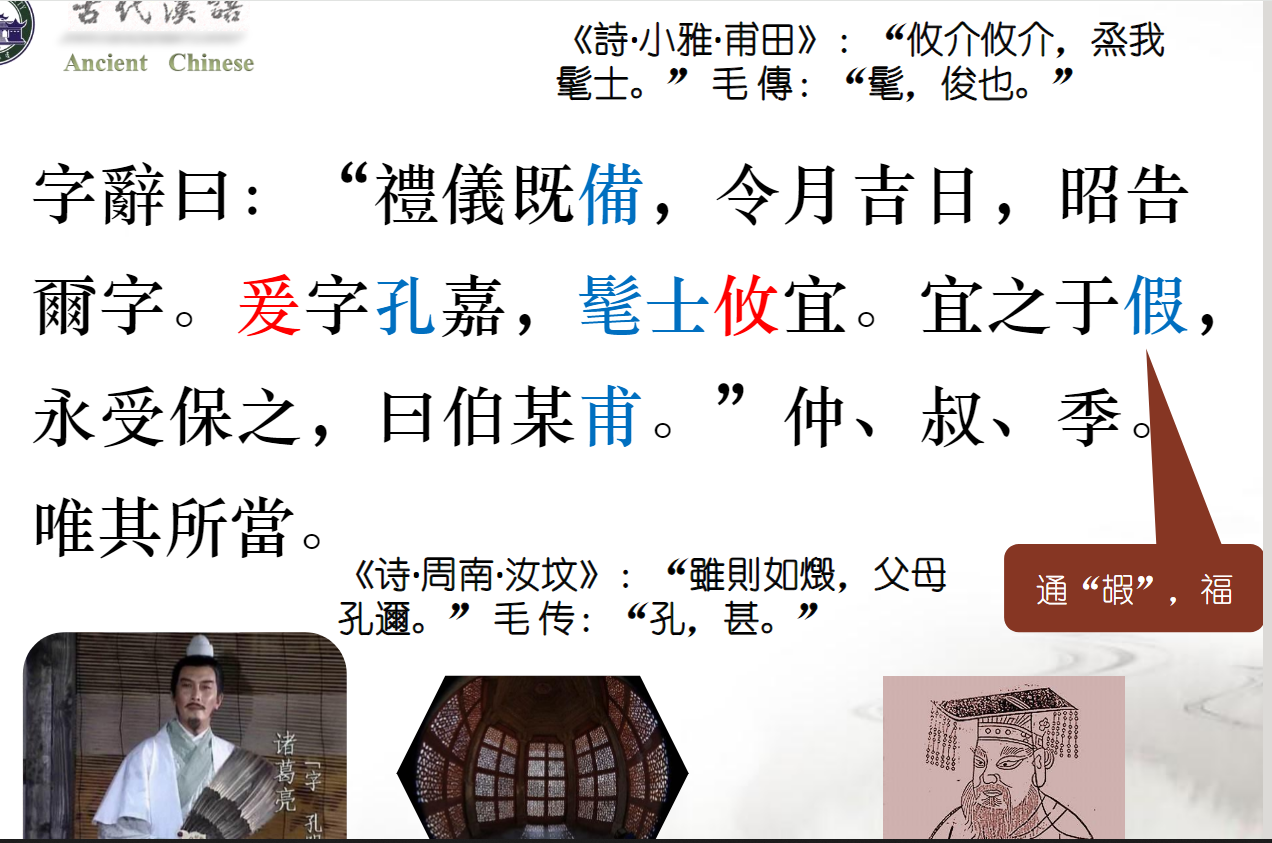 古代漢語
Ancient Chinese
《詩·小雅·甫田》：“攸介攸介，烝我
髦士。”毛 傳：“髦，俊也。”
字辭曰：“禮儀既備，令月吉日，昭告
爾字。爰字孔嘉，髦士攸宜。宜之于假，
永受保之，曰伯某甫。”仲、叔、季。
唯其所當。
《诗·周南·汝坟》：“雖則如燬，父母
孔邇。”毛 传：“孔，甚。”
通“嘏”，福
诸葛亮
「字 孔